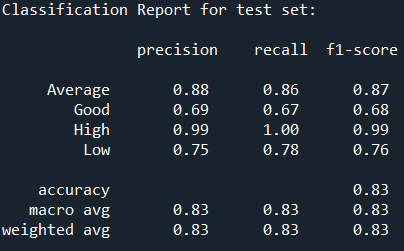 Classification Report for test set:
precision recall f1-score
Average 0.88 0.86 0.87
Good 0.69 0.67 0.68
High 0.99 1.00 0.99
Low 0.75 0.78 0.76
accuracy 0.83
macro avg 0.83 0.83 0.83
weighted avg 0.83 0.83 0.83